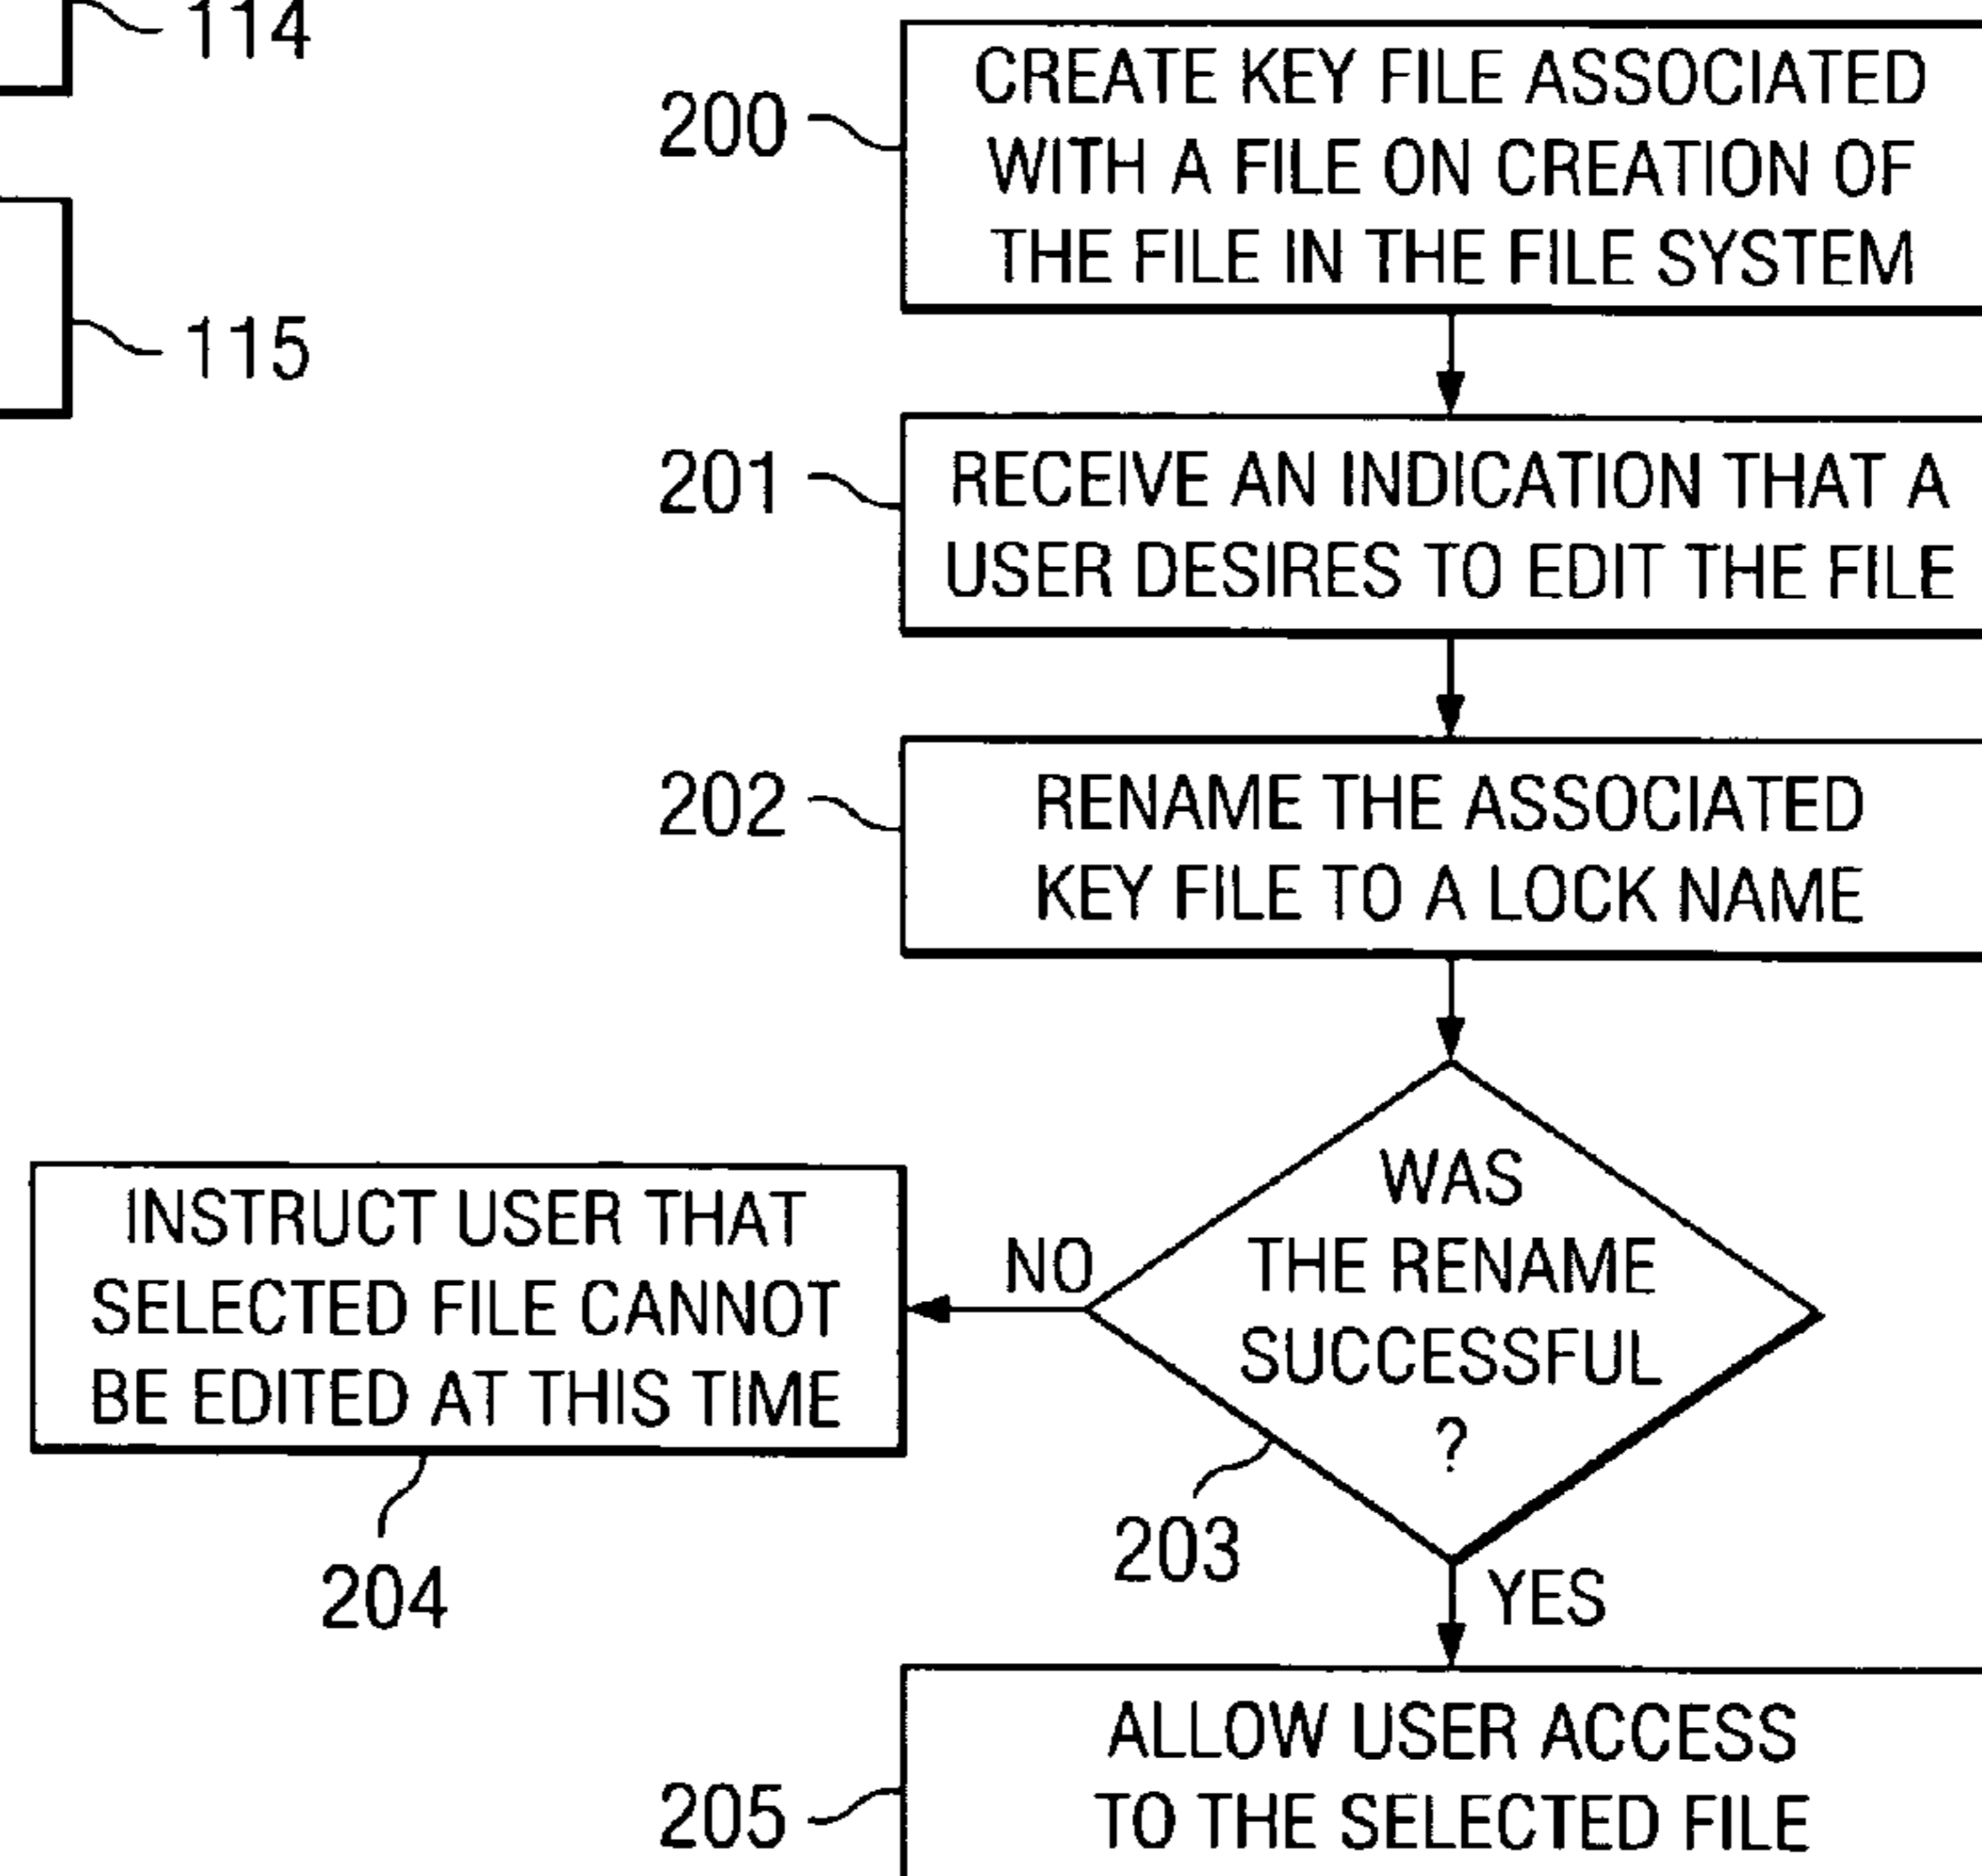 114
115
200
CREATE KEY FILE ASSOCIATED
WITH A FILE ON CREATION OF
THE FILE IN THE FILE SYSTEM
201
RECEIVE AN INDICATION THAT A
USER DESIRES TO EDIT THE FILE
202
RENAME THE ASSOCIATED
KEY FILE TO A LOCK NAME
WAS
THE RENAME
SUCCESSFUL
?
203
NO
INSTRUCT USER THAT
SELECTED FILE CANNOT
BE EDITED AT THIS TIME
204
YES
205
ALLOW USER ACCESS
TO THE SELECTED FILE